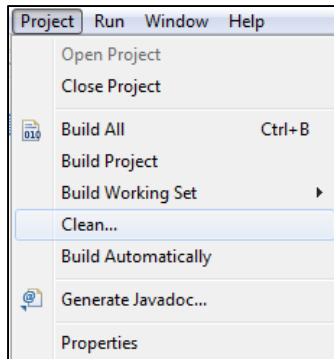 Project Run Window Help
Open Project
Close Project
010
Build All Ctrl+B
Build Project
Build Working Set
Clean...
Build Automatically
@
Generate Javadoc...
Properties